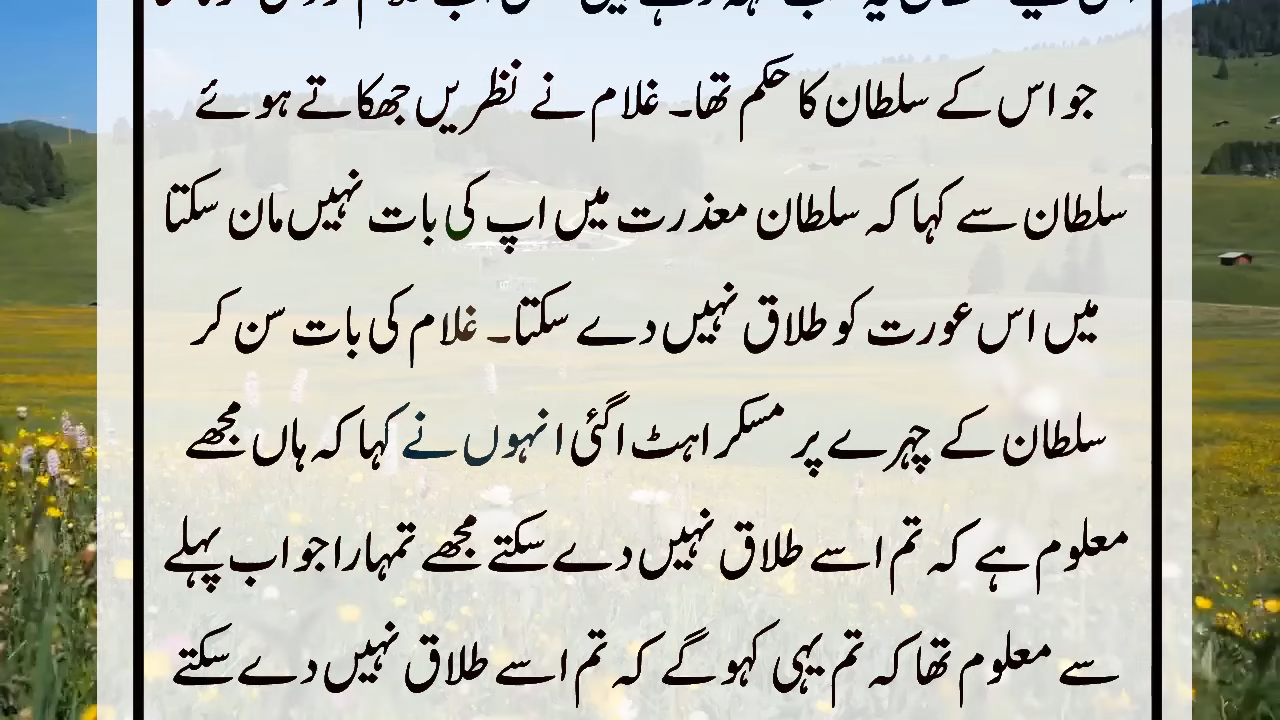 جو اس کے سلطان کا حکم تھا۔ غلام نے نظریں جھکاتے ہوئے
سلطان سے کہا کہ سلطان معذرت میں اپ کی بات نہیں مان سکتا
میں اس عورت کو طلاق نہیں دے سکتا۔ غلام کی بات سن کر
سلطان کے چہرے پر مسکراہٹ اگئی انہوں نے کہا کہ ہاں مجھے
معلوم ہے کہ تم اسے طلاق نہیں دے سکتے مجھے تمہارا جواب پہلے
سے معلوم تھا کہ تم یہی کہو گے کہ تم اسے طلاق نہیں دے سکتے